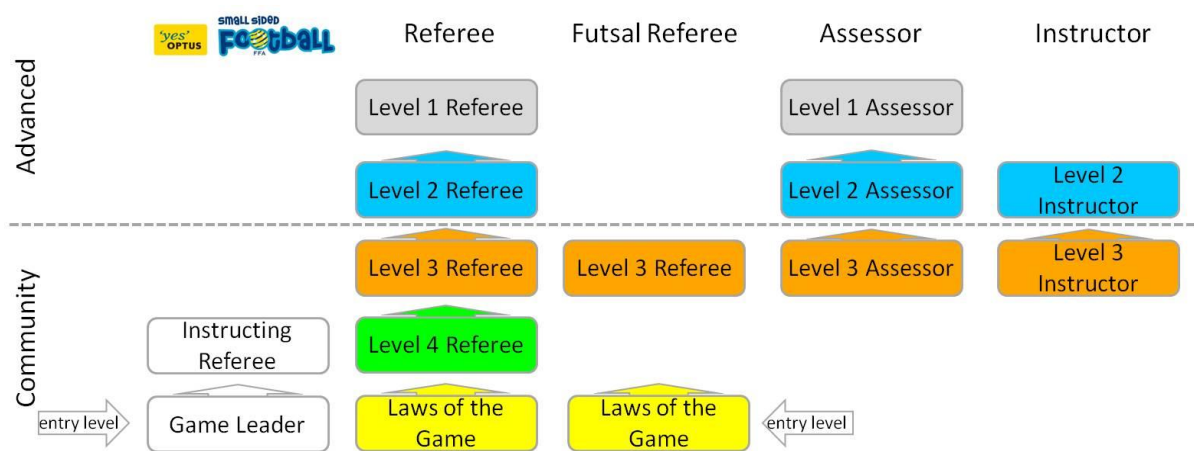 'yes'
OPTUS
small sided
FOOTBALL
FFA
Referee
Futsal Referee
Assessor
Instructor
Advanced
Level 1 Referee
Level 1 Assessor
Level 2 Referee
Level 2 Assessor
Level 2
Instructor
Community
Level 3 Referee
Level 3 Referee
Level 3 Assessor
Level 3
Instructor
Instructing
Referee
Level 4 Referee
entry level
Game Leader
Laws of the
Game
Laws of the
Game
entry level